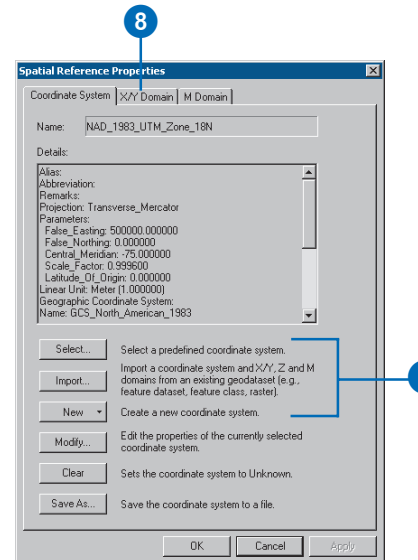 8
Spatial Reference Properties
Coordinate System X/Y Domain M Domain
Name: NAD_1983_UTM_Zone_18N
Details:
Alias:
Abbreviation:
Remarks:
Projection: Transverse_Mercator
Parameters:
False_Easting: 500000.000000
False_Northing: 0.000000
Central_Meridian: -75.000000
Scale_Factor: 0.999600
Latitude_Of_Origin: 0.000000
Linear Unit: Meter (1.000000)
Geographic Coordinate System:
Name: GCS_North_American_1983
Select... Select a predefined coordinate system.
Import... Import a coordinate system and X/Y, Z and M
domains from an existing geodataset (e.g.,
feature dataset, feature class, raster).
New Create a new coordinate system.
Modify... Edit the properties of the currently selected
coordinate system.
Clear Sets the coordinate system to Unknown.
Save As... Save the coordinate system to a file.
OK Cancel Apply